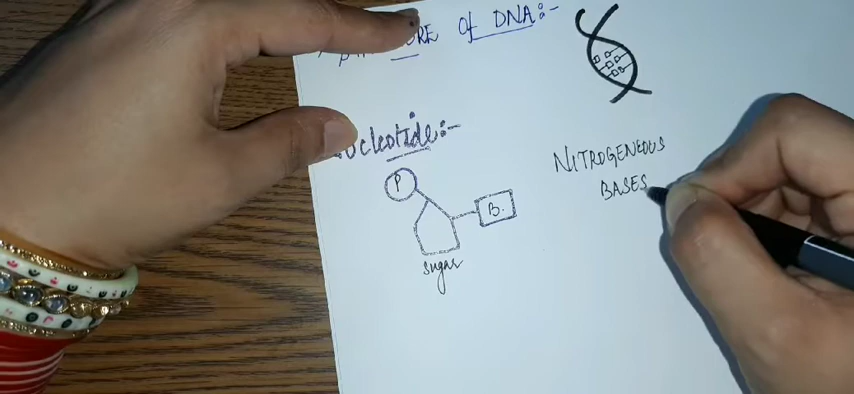 of DNA:-
NITROGENEOUS
BASES
P
B.
sugar